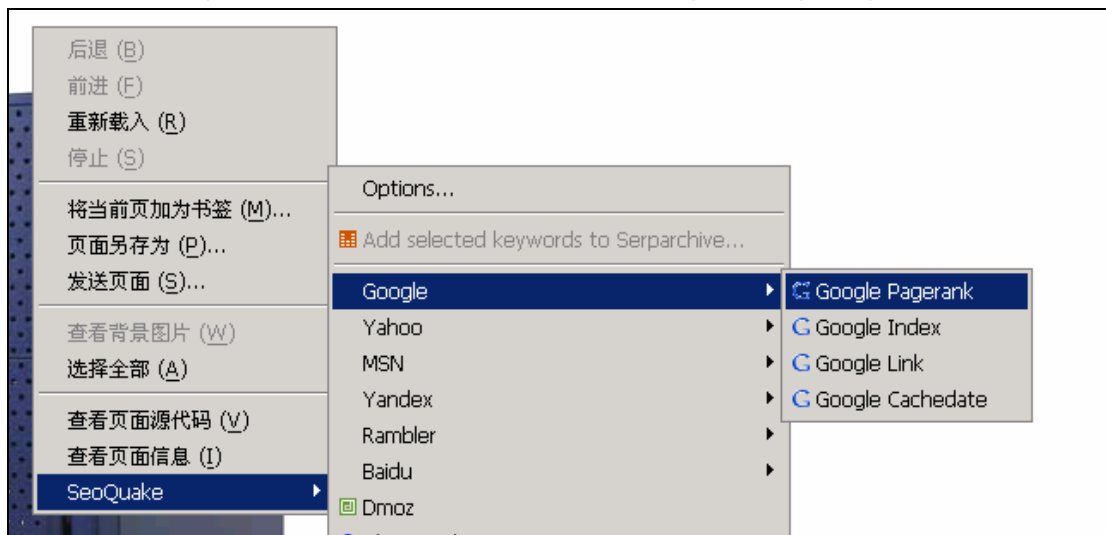 后退 (B)
前进 (F)
重新载入 (R)
停止 (S)
将当前页加为书签 (M)...
页面另存为 (P)...
发送页面 (S)...
查看背景图片 (W)
选择全部 (A)
查看页面源代码 (V)
查看页面信息 (I)
SeoQuake
Options...
Add selected keywords to Serparchive...
Google
Yahoo
MSN
Yandex
Rambler
Baidu
Dmoz
Google Pagerank
Google Index
Google Link
Google Cachedate